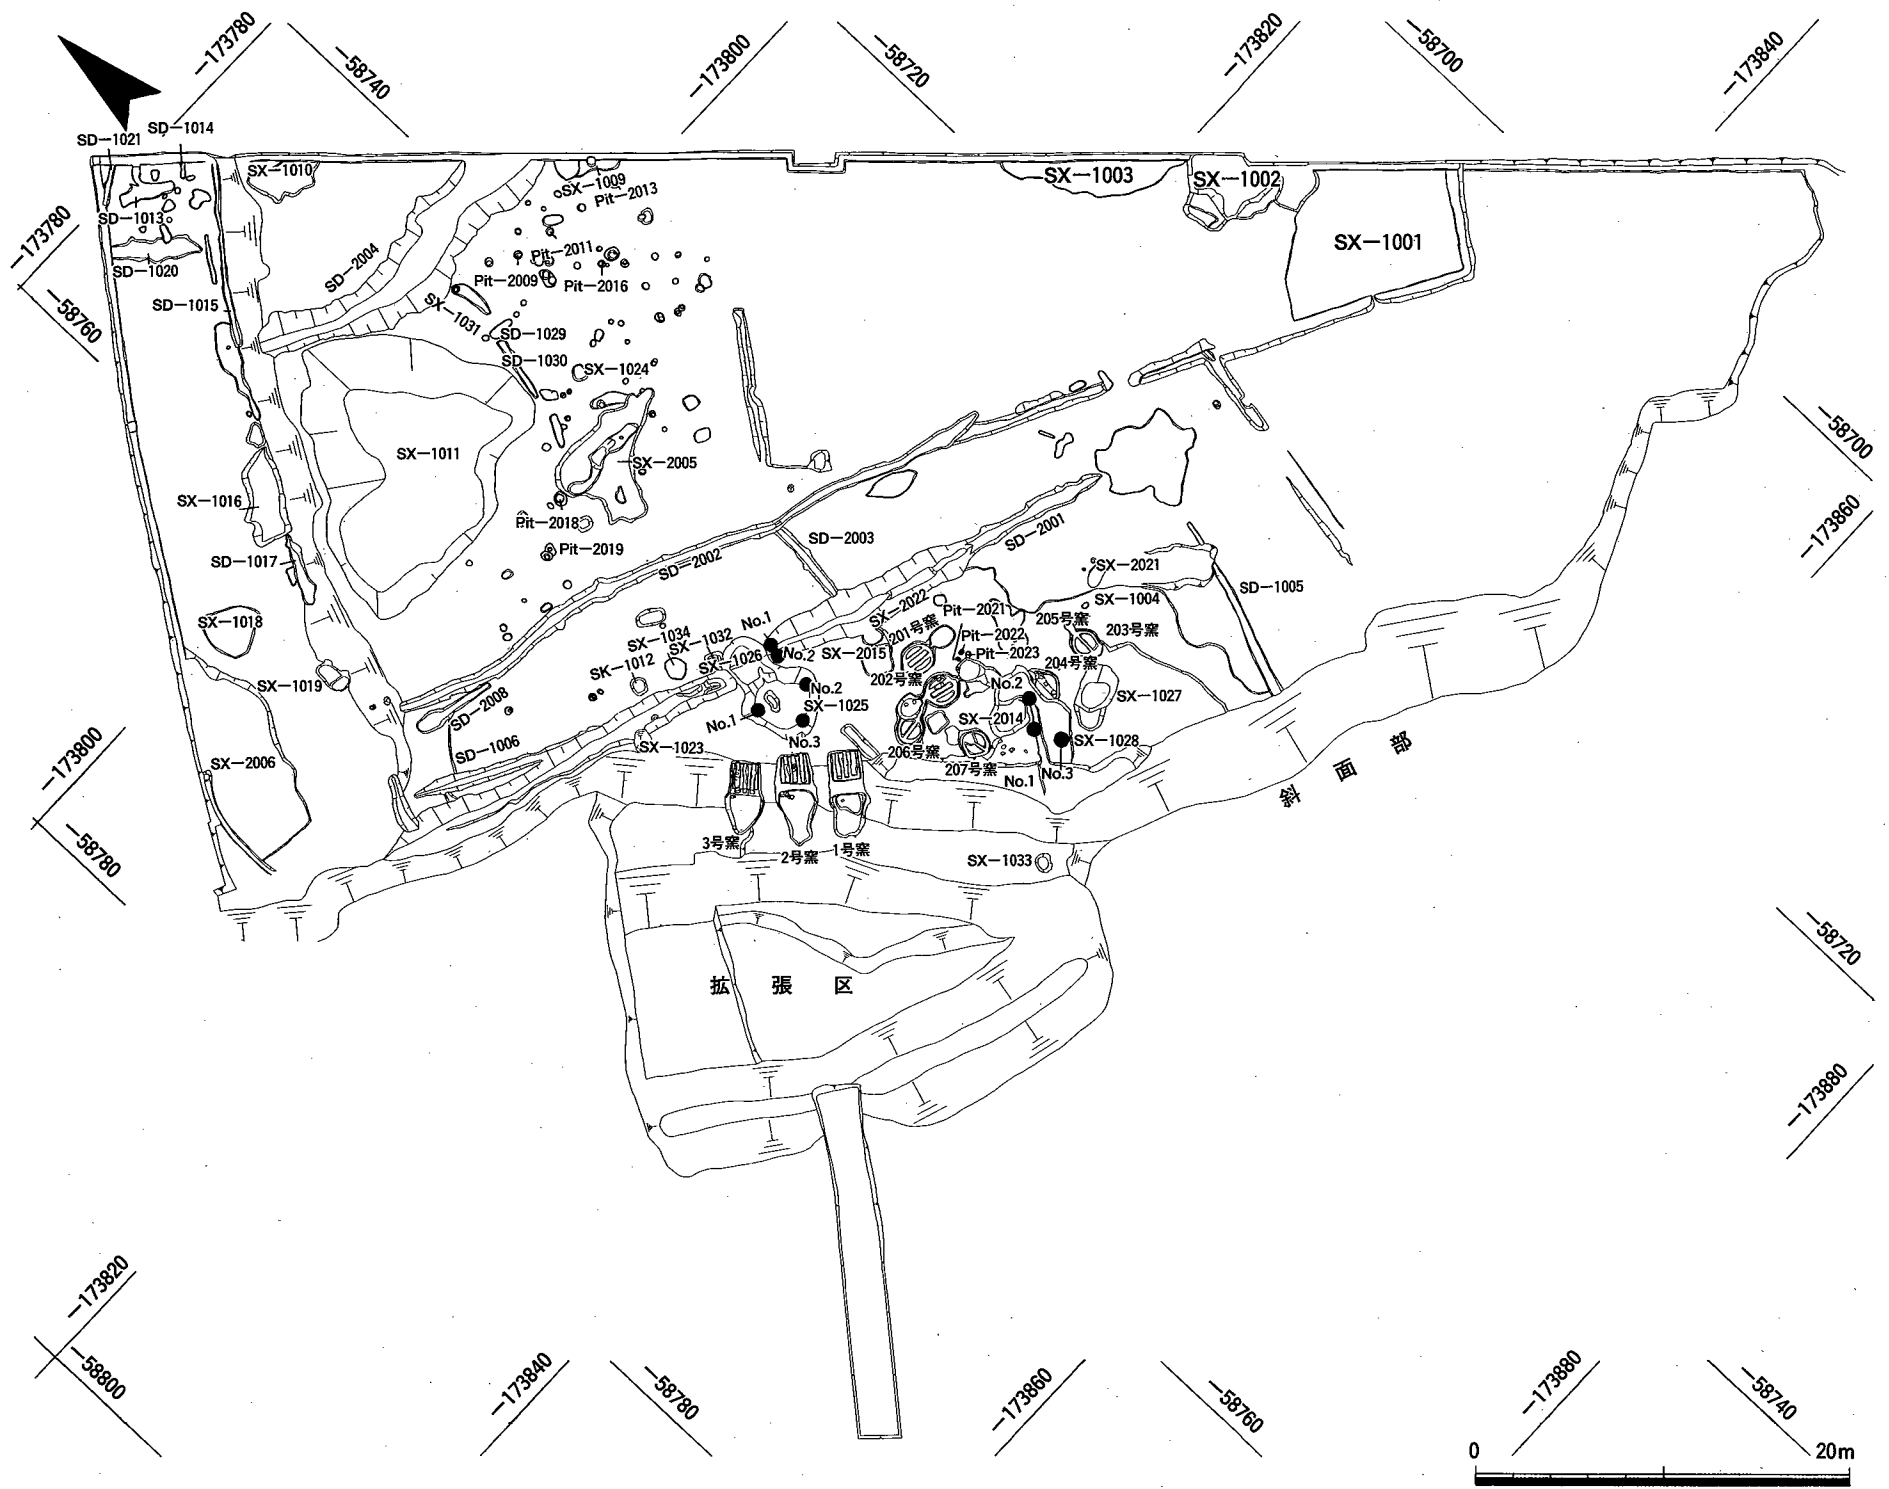 −173780
−58740
−173800
−58720
−173820
−58700
−173840
SD−1021
SD−1014
SX−1010
SX−1009
Pit−2013
SX−1003
SX−1002
SX−1001
SD−1013
SD−1020
SD−1015
SD−2004
Pit−2011
Pit−2009
Pit−2016
SX−1031
SD−1029
SD−1030
SX−1024
−173780
−58760
SX−1011
SX−2005
SX−1016
Pit−2018
Pit−2019
SD−1017
SD−2002
SD−2003
SD−2001
SX−2021
SX−1004
SD−1005
−58700
−173860
SX−1018
SX−1019
SX−1034
SX−1032
SK−1012
SX−1026
No.1
No.2
SX−2015
SX−2022
201号窯
Pit−2021
Pit−2022
Pit−2023
205号窯
203号窯
204号窯
202号窯
No.2
SX−1025
No.1
No.3
No.2
SX−2014
SX−1027
SX−1028
No.1
No.3
206号窯
207号窯
SD−2008
SD−1006
SX−1023
SX−2006
3号窯
2号窯
1号窯
SX−1033
斜面部
−173800
−58780
拡張区
−58720
−173880
−173820
−58800
−173840
−58780
−173860
−58760
−173880
−58740
0
20m